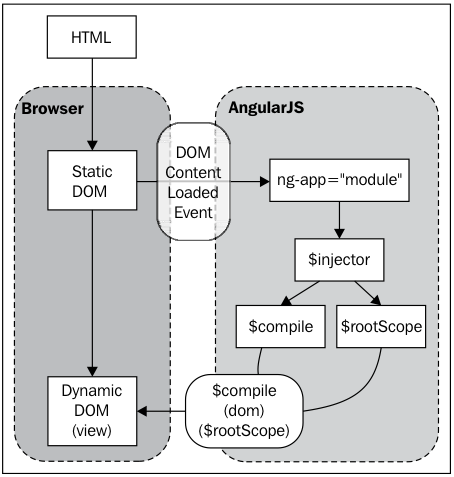 HTML
Browser
AngularJS
Static
DOM
DOM
Content
Loaded
Event
ng-app="module"
$injector
$compile
$rootScope
Dynamic
DOM
(view)
$compile
(dom)
($rootScope)